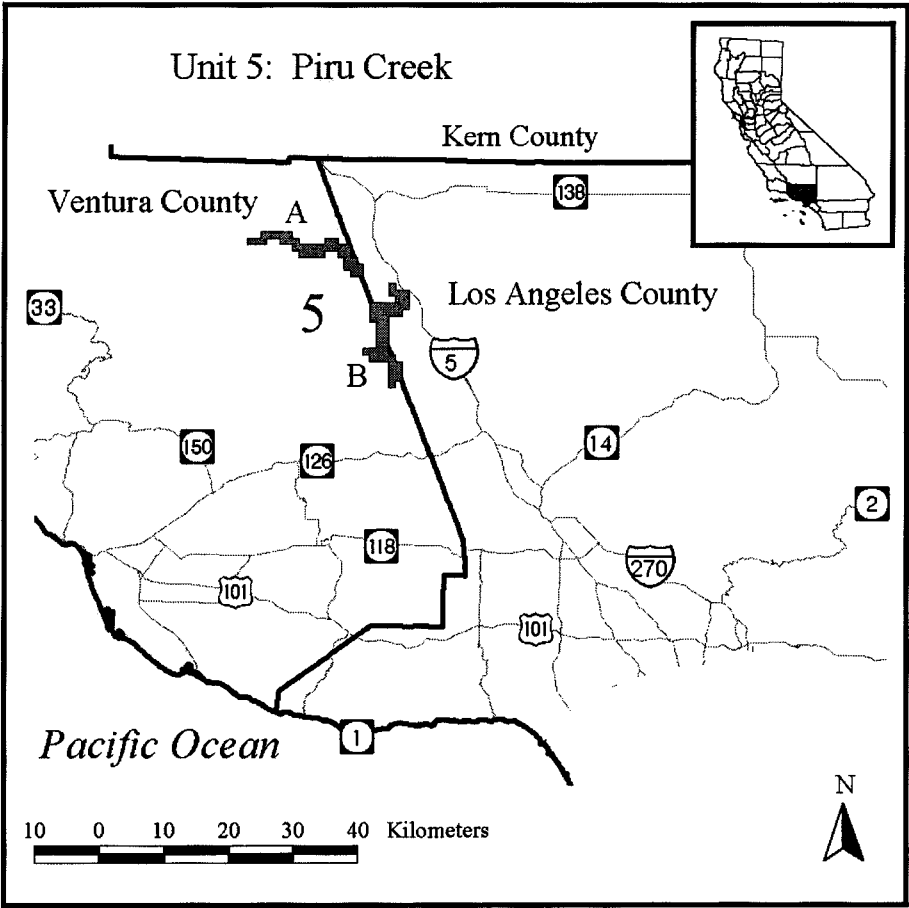 Unit 5: Piru Creek
Kern County
138
Ventura County
A
33
5
Los Angeles County
5
B
150
126
14
2
118
270
101
101
Pacific Ocean
1
N
10 0 10 20 30 40 Kilometers